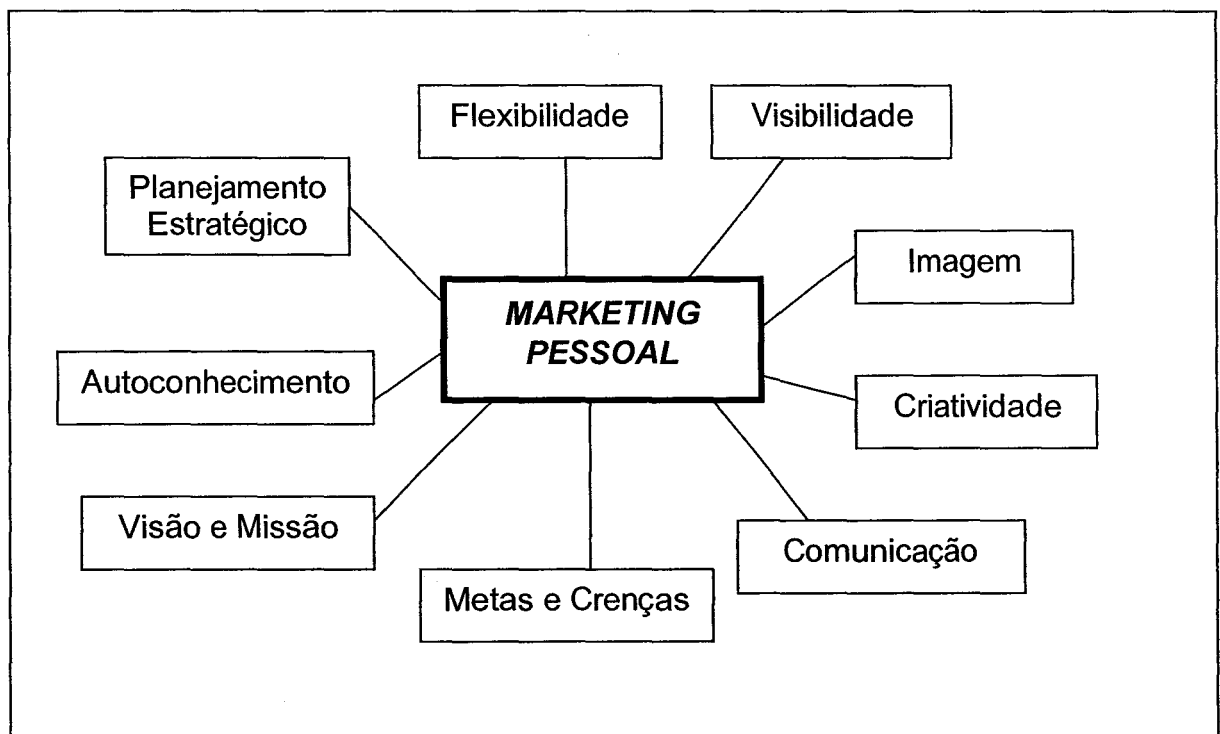 Flexibilidade
Visibilidade
Planejamento
Estratégico
Imagem
MARKETING
PESSOAL
Autoconhecimento
Criatividade
Visão e Missão
Comunicação
Metas e Crenças